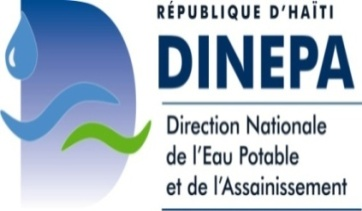 RÉPUBLIQUE D'HAÏTI
DINEPA
Direction Nationale
de l'Eau Potable
et de l'Assainissement